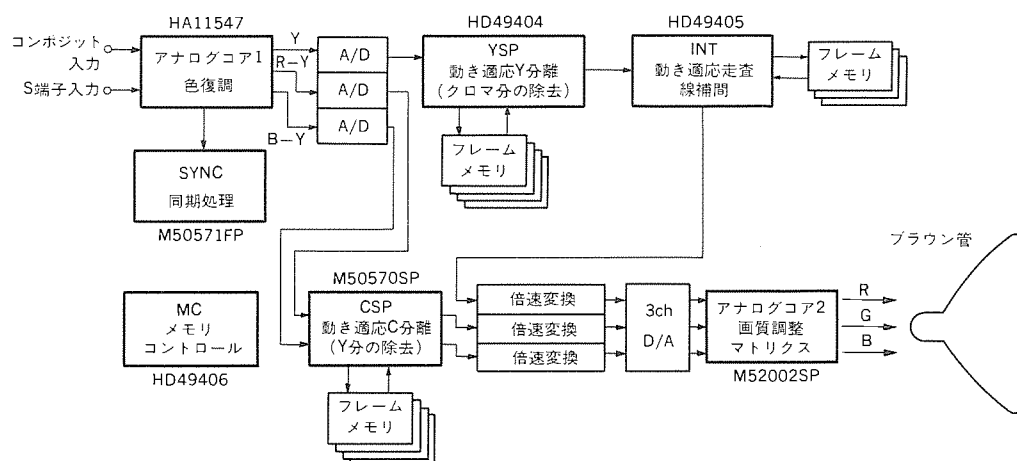 HA11547
HD49404
HD49405
コンポジット
入力
S端子入力
アナログコア1
色復調
Y
R-Y
B-Y
A/D
A/D
A/D
YSP
動き適応Y分離
(クロマ分の除去)
INT
動き適応走査
線補間
フレーム
メモリ
フレーム
メモリ
SYNC
同期処理
M50571FP
ブラウン管
MC
メモリ
コントロール
HD49406
M50570SP
CSP
動き適応C分離
(Y分の除去)
フレーム
メモリ
倍速変換
倍速変換
倍速変換
3ch
D/A
アナログコア2
画質調整
マトリクス
M52002SP
R
G
B